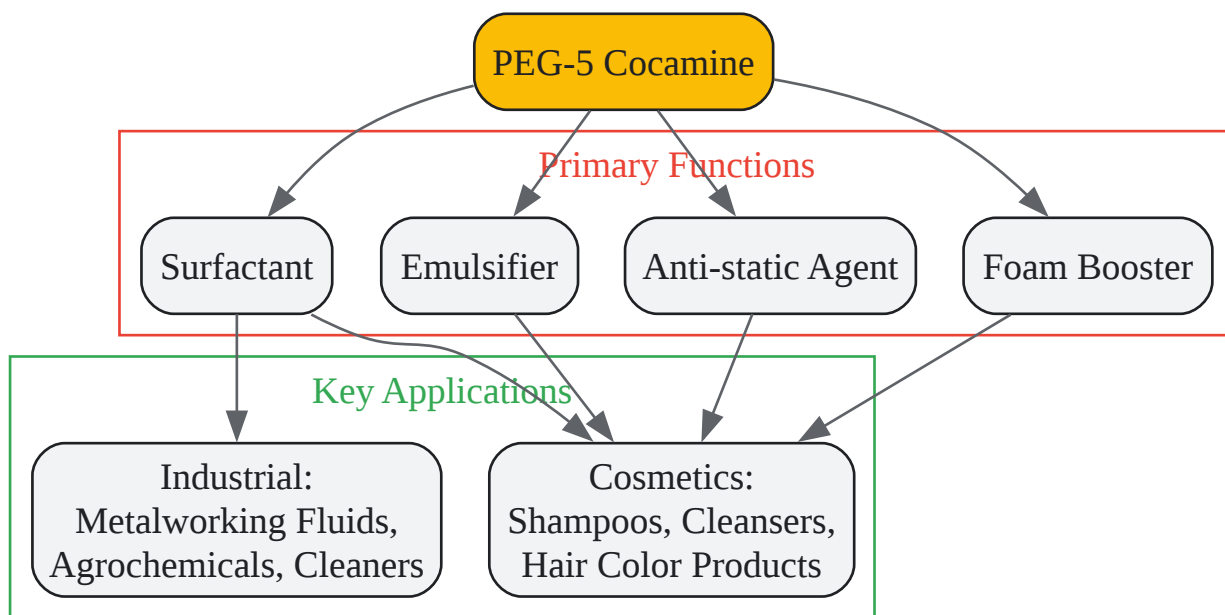 PEG-5 Cocamine
Primary Functions
Surfactant
Emulsifier
Anti-static Agent
Foam Booster
Key Applications
Industrial:
Metalworking Fluids,
Agrochemicals, Cleaners
Cosmetics:
Shampoos, Cleansers,
Hair Color Products